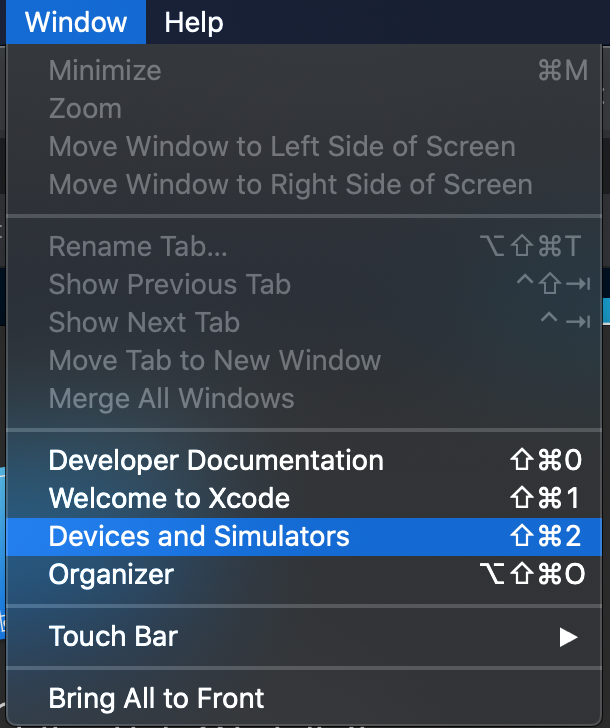 Window Help
Minimize ⌘M
Zoom
Move Window to Left Side of Screen
Move Window to Right Side of Screen
Rename Tab... ⌥⇧⌘T
Show Previous Tab ^⇧⇥
Show Next Tab ^⇥
Move Tab to New Window
Merge All Windows
Developer Documentation ⇧⌘0
Welcome to Xcode ⇧⌘1
Devices and Simulators ⇧⌘2
Organizer ⌥⇧⌘O
Touch Bar ▶
Bring All to Front